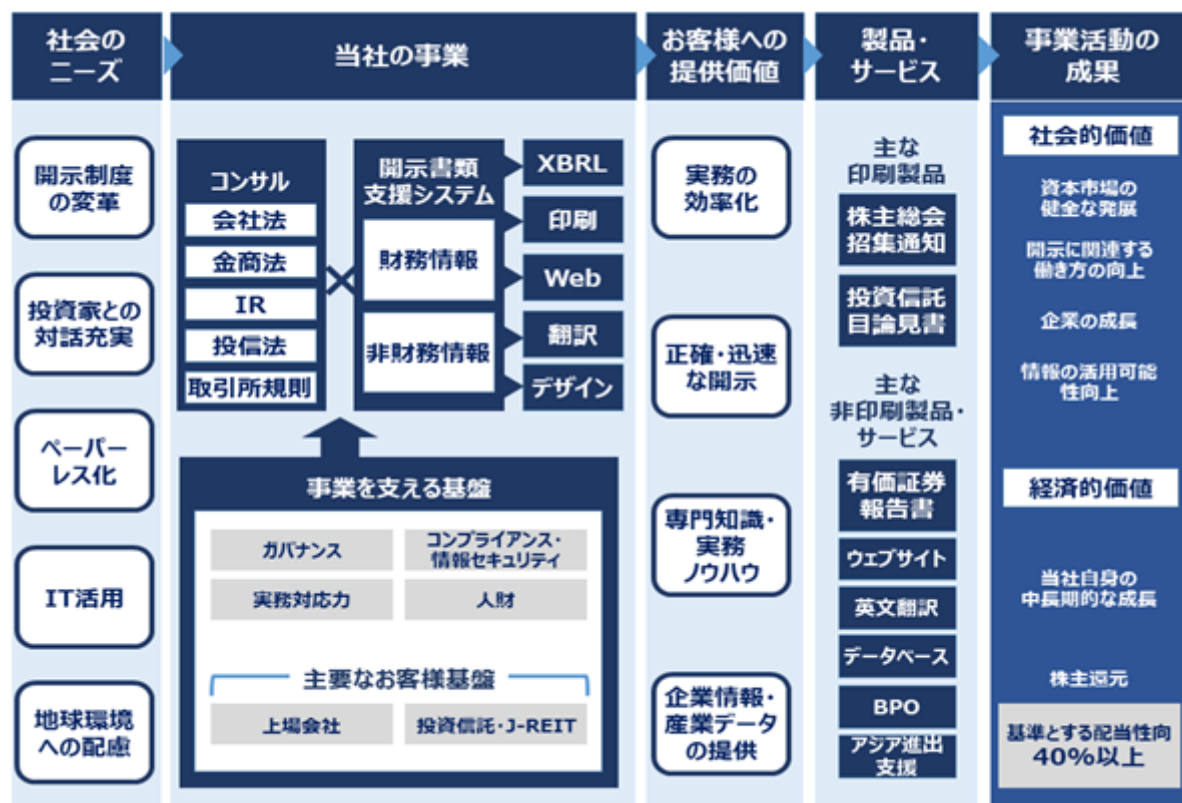 社会の
ニーズ
当社の事業
お客様への
提供価値
製品・
サービス
事業活動の
成果
開示制度
の変革
投資家との
対話充実
ペーパー
レス化
IT活用
地球環境
への配慮
コンサル
会社法
金商法
IR
投信法
取引所規則
開示書類
支援システム
財務情報
非財務情報
XBRL
印刷
Web
翻訳
デザイン
事業を支える基盤
ガバナンス
コンプライアンス・
情報セキュリティ
実務対応力
人財
主要なお客様基盤
上場会社
投資信託・J-REIT
実務の
効率化
正確・迅速
な開示
専門知識・
実務
ノウハウ
企業情報・
産業データ
の提供
主な
印刷製品
株主総会
招集通知
投資信託
目論見書
主な
非印刷製品・
サービス
有価証券
報告書
ウェブサイト
英文翻訳
データベース
BPO
アジア進出
支援
社会的価値
資本市場の
健全な発展
開示に関連する
働き方の向上
企業の成長
情報の活用可能
性向上
経済的価値
当社自身の
中長期的な成長
株主還元
基準とする配当性向
40%以上